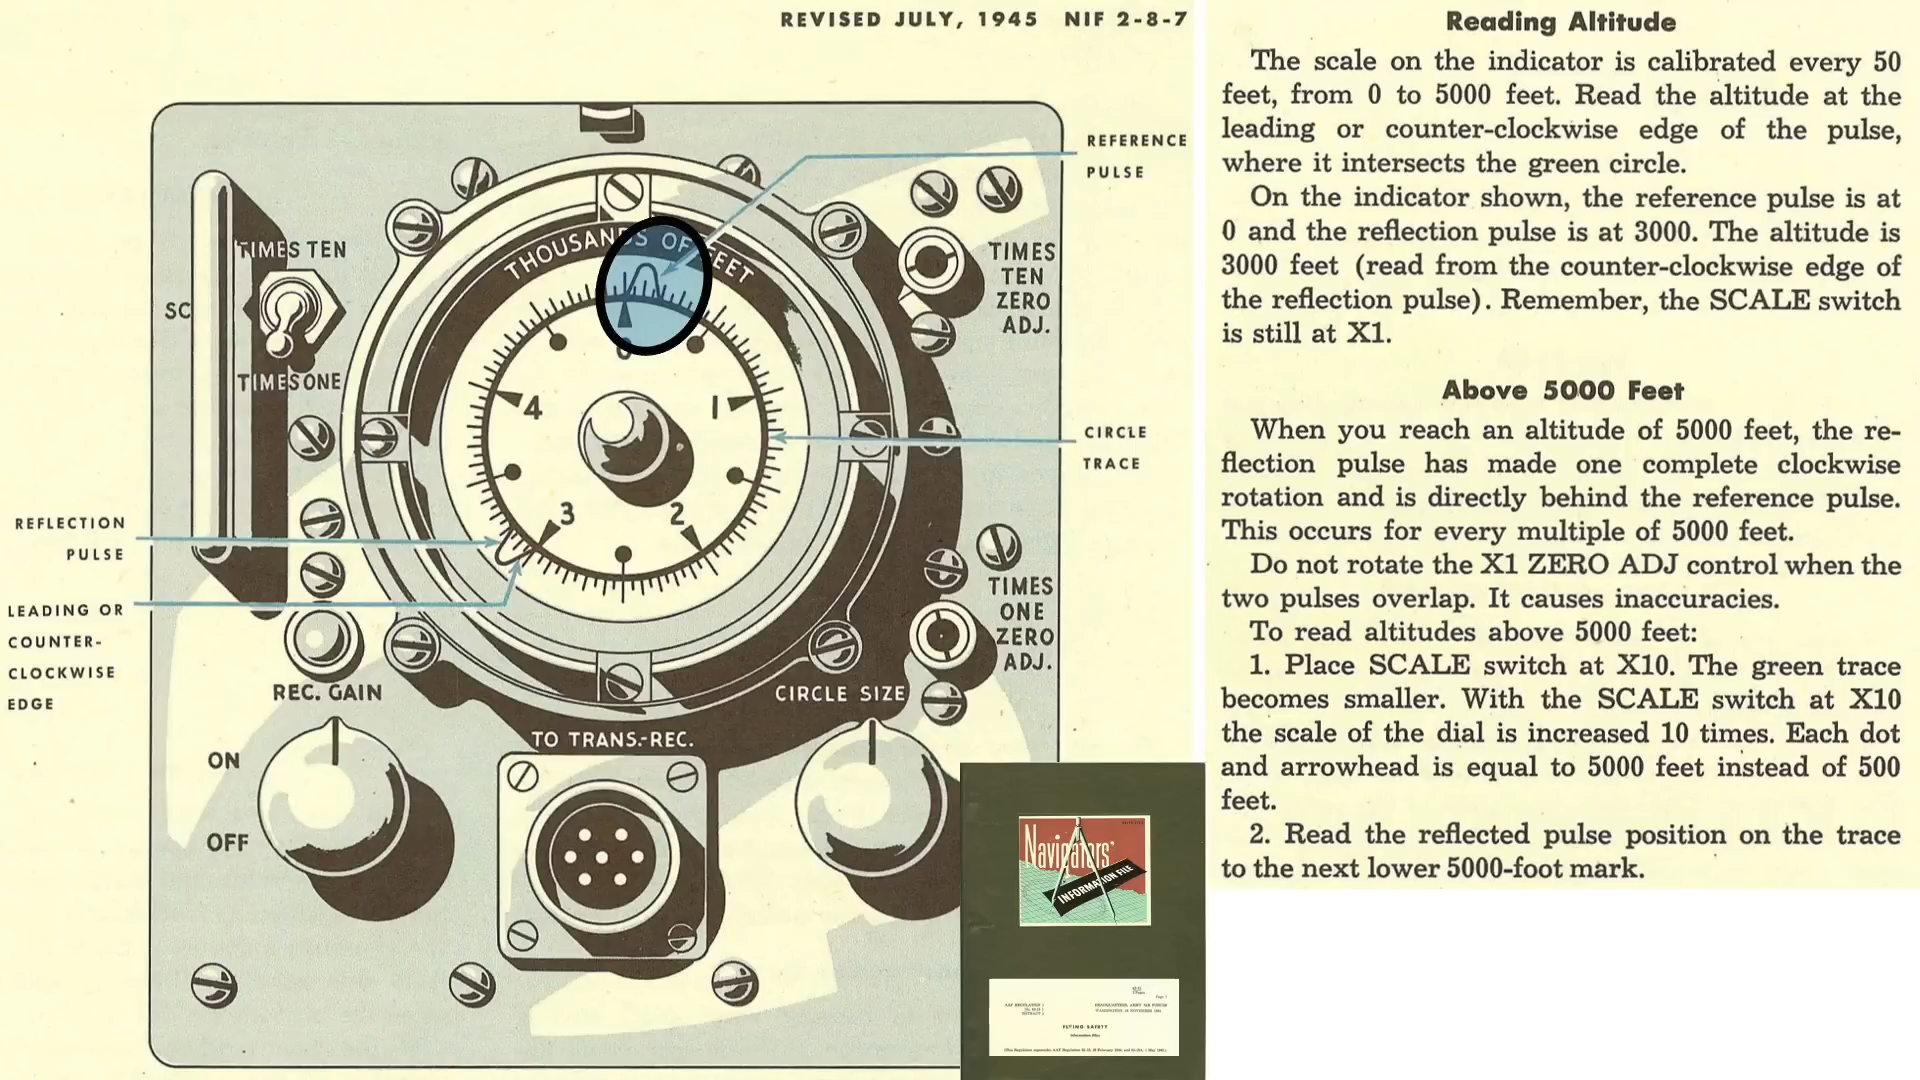 REVISED JULY, 1945 NIF 2-8-7
REFERENCE
PULSE
THOUSANDS OF FEET
TIMES TEN
TIMES ONE
SC
TIMES
TEN
ZERO
ADJ.
0
1
2
3
4
CIRCLE
TRACE
REFLECTION
PULSE
LEADING OR
COUNTER-
CLOCKWISE
EDGE
TIMES
ONE
ZERO
ADJ.
REC. GAIN
CIRCLE SIZE
TO TRANS.-REC.
ON
OFF
Navigators'
INFORMATION FILE
FLYING SAFETY
Reading Altitude
The scale on the indicator is calibrated every 50
feet, from 0 to 5000 feet. Read the altitude at the
leading or counter-clockwise edge of the pulse,
where it intersects the green circle.
On the indicator shown, the reference pulse is at
0 and the reflection pulse is at 3000. The altitude is
3000 feet (read from the counter-clockwise edge of
the reflection pulse). Remember, the SCALE switch
is still at X1.
Above 5000 Feet
When you reach an altitude of 5000 feet, the re-
flection pulse has made one complete clockwise
rotation and is directly behind the reference pulse.
This occurs for every multiple of 5000 feet.
Do not rotate the X1 ZERO ADJ control when the
two pulses overlap. It causes inaccuracies.
To read altitudes above 5000 feet:
1. Place SCALE switch at X10. The green trace
becomes smaller. With the SCALE switch at X10
the scale of the dial is increased 10 times. Each dot
and arrowhead is equal to 5000 feet instead of 500
feet.
2. Read the reflected pulse position on the trace
to the next lower 5000-foot mark.